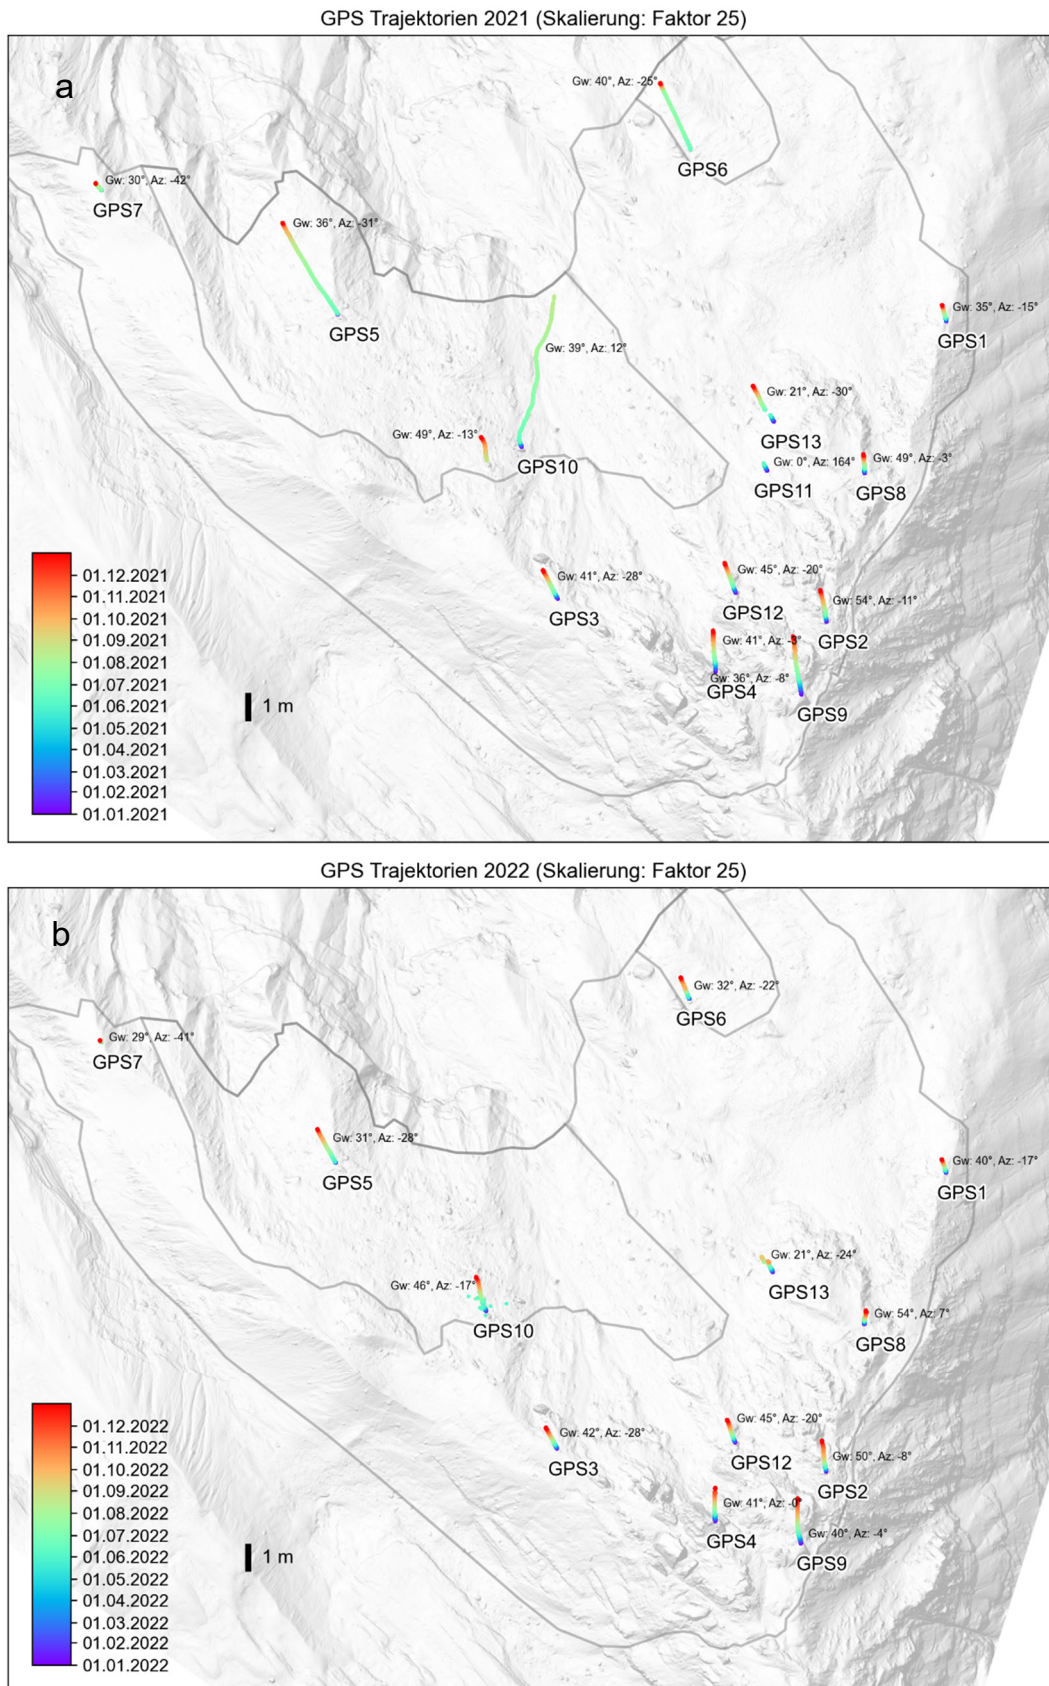 GPS Trajektorien 2021 (Skalierung: Faktor 25)
a
Gw: 40°, Az: -25°
GPS6
Gw: 30°, Az: -42°
GPS7
Gw: 36°, Az: -31°
GPS5
Gw: 35°, Az: -15°
GPS1
Gw: 39°, Az: 12°
Gw: 21°, Az: -30°
GPS13
Gw: 49°, Az: -13°
GPS10
Gw: 0°, Az: 164°
GPS11
Gw: 49°, Az: -3°
GPS8
Gw: 41°, Az: -28°
GPS3
Gw: 45°, Az: -20°
GPS12
Gw: 54°, Az: -11°
GPS2
Gw: 41°, Az: -3°
Gw: 36°, Az: -8°
GPS4
GPS9
01.12.2021
01.11.2021
01.10.2021
01.09.2021
01.08.2021
01.07.2021
01.06.2021
01.05.2021
01.04.2021
01.03.2021
01.02.2021
01.01.2021
1 m
GPS Trajektorien 2022 (Skalierung: Faktor 25)
b
Gw: 32°, Az: -22°
GPS6
Gw: 29°, Az: -41°
GPS7
Gw: 31°, Az: -28°
GPS5
Gw: 40°, Az: -17°
GPS1
Gw: 21°, Az: -24°
GPS13
Gw: 46°, Az: -17°
GPS10
Gw: 54°, Az: 7°
GPS8
Gw: 42°, Az: -28°
GPS3
Gw: 45°, Az: -20°
GPS12
Gw: 50°, Az: -8°
GPS2
Gw: 41°, Az: -0°
GPS4
Gw: 40°, Az: -4°
GPS9
01.12.2022
01.11.2022
01.10.2022
01.09.2022
01.08.2022
01.07.2022
01.06.2022
01.05.2022
01.04.2022
01.03.2022
01.02.2022
01.01.2022
1 m